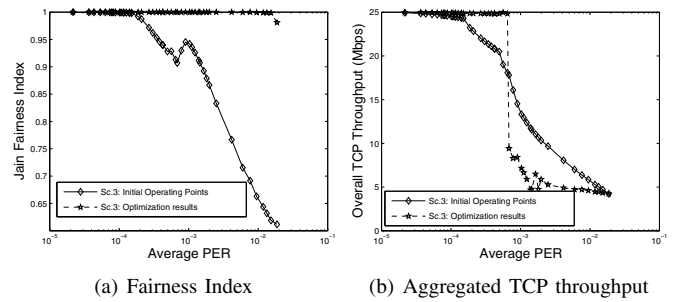 1
0.95
0.9
0.85
0.8
0.75
0.7
0.65
Jain Fairness Index
Sc.3: Initial Operating Points
Sc.3: Optimization results
10^-5
10^-4
10^-3
10^-2
10^-1
Average PER
(a) Fairness Index
25
20
15
10
5
0
Overall TCP Throughput (Mbps)
Sc.3: Initial Operating Points
Sc.3: Optimization results
10^-5
10^-4
10^-3
10^-2
10^-1
Average PER
(b) Aggregated TCP throughput